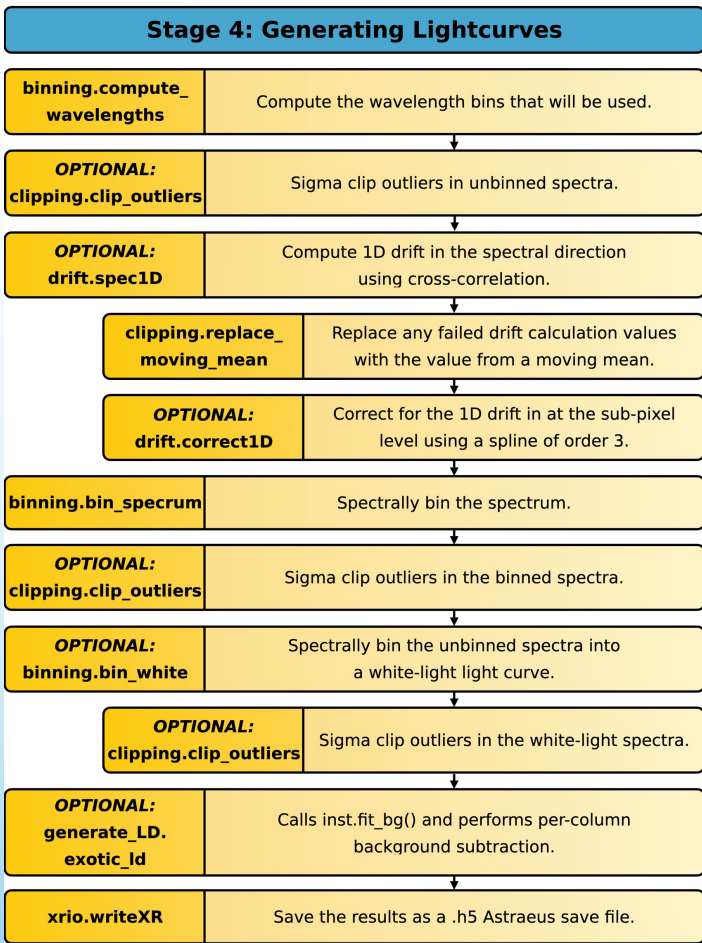 Stage 4: Generating Lightcurves
binning.compute_
wavelengths
Compute the wavelength bins that will be used.
OPTIONAL:
clipping.clip_outliers
Sigma clip outliers in unbinned spectra.
OPTIONAL:
drift.spec1D
Compute 1D drift in the spectral direction
using cross-correlation.
clipping.replace_
moving_mean
Replace any failed drift calculation values
with the value from a moving mean.
OPTIONAL:
drift.correct1D
Correct for the 1D drift in at the sub-pixel
level using a spline of order 3.
binning.bin_specrum
Spectrally bin the spectrum.
OPTIONAL:
clipping.clip_outliers
Sigma clip outliers in the binned spectra.
OPTIONAL:
binning.bin_white
Spectrally bin the unbinned spectra into
a white-light light curve.
OPTIONAL:
clipping.clip_outliers
Sigma clip outliers in the white-light spectra.
OPTIONAL:
generate_LD.
exotic_ld
Calls inst.fit_bg() and performs per-column
background subtraction.
xrio.writeXR
Save the results as a .h5 Astraeus save file.